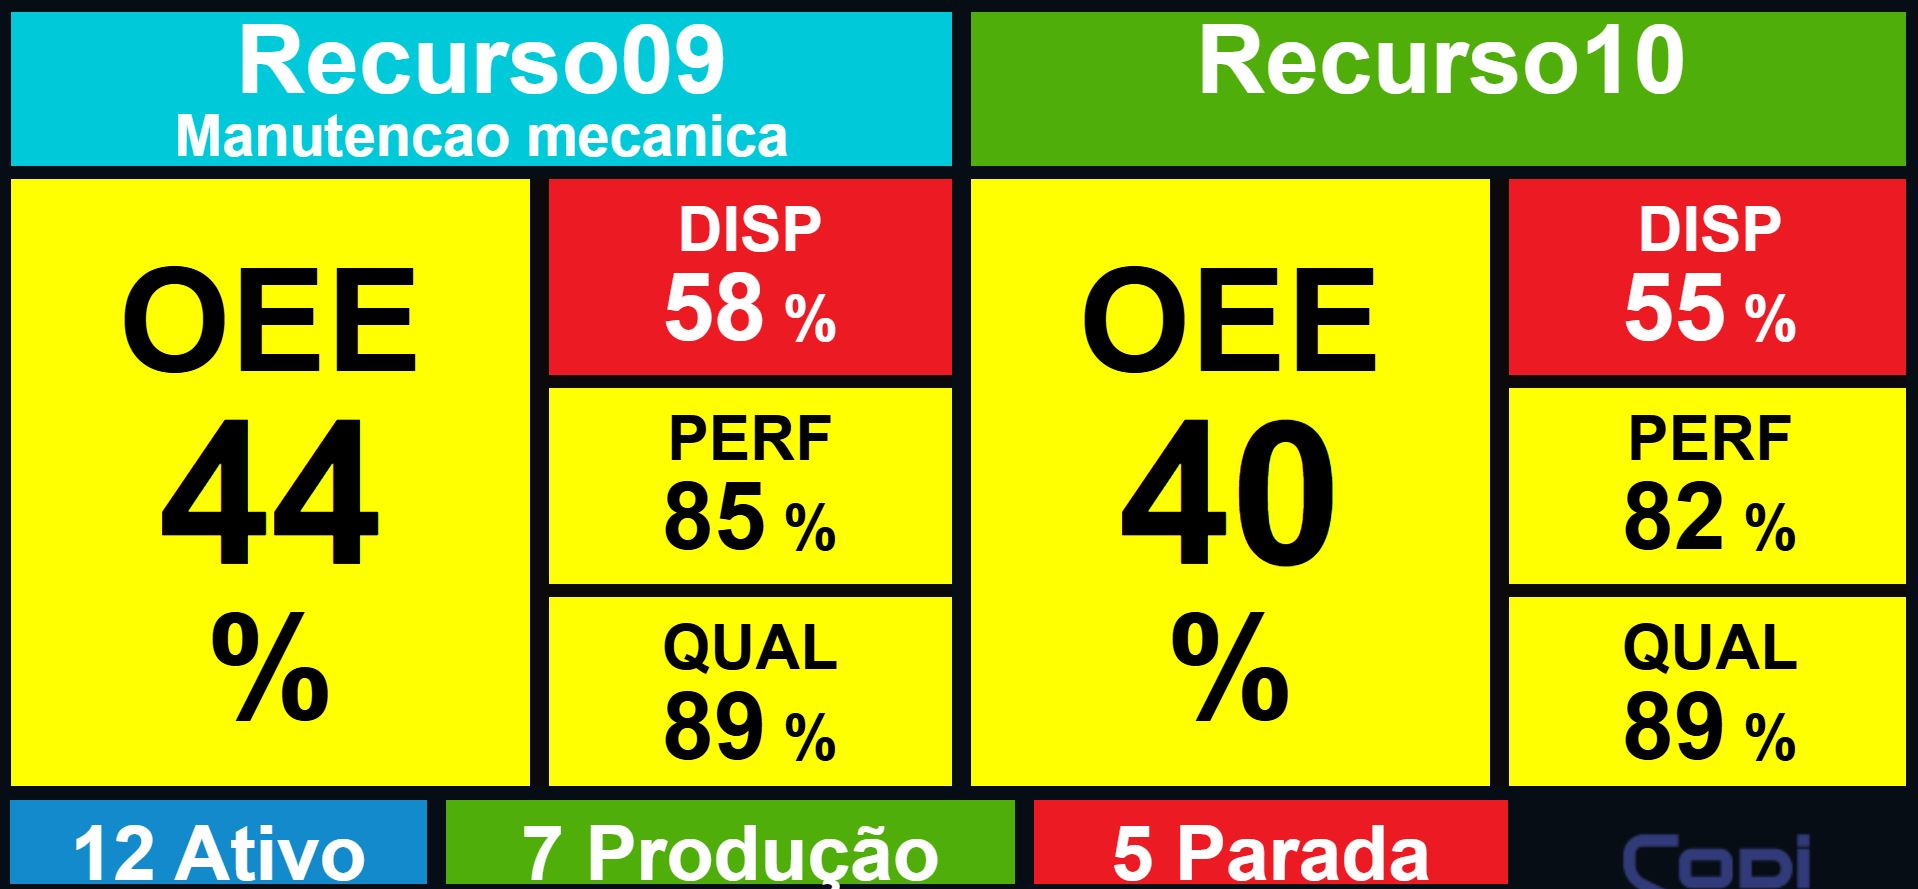 Recurso09
Manutencao mecanica
OEE
44
%
DISP
58 %
PERF
85 %
QUAL
89 %
Recurso10
OEE
40
%
DISP
55 %
PERF
82 %
QUAL
89 %
12 Ativo
7 Produção
5 Parada
CODI